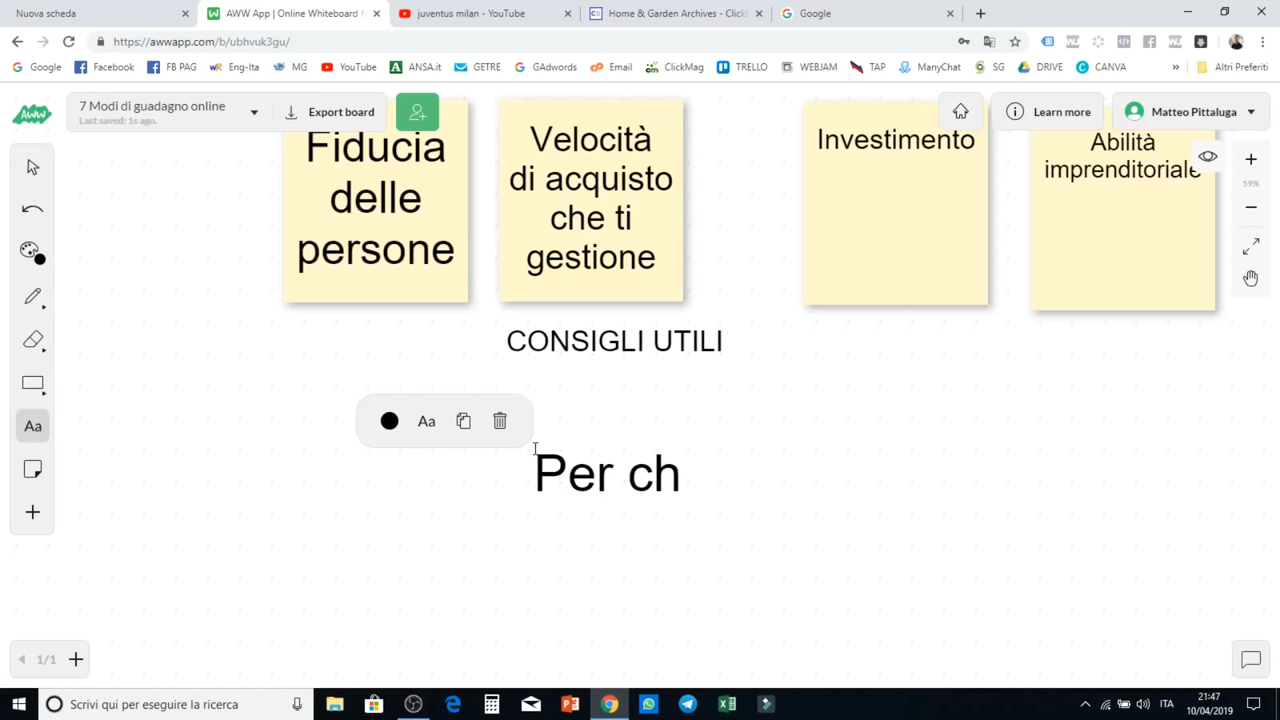 Nuova scheda
AWW App | Online Whiteboard f
juventus milan - YouTube
Home & Garden Archives - Click
Google
https://awwapp.com/b/ubhvuk3gu/
Google
Facebook
FB PAG
Eng-Ita
MG
YouTube
ANSA.it
GETRE
GAdwords
Email
ClickMag
TRELLO
WEBJAM
TAP
ManyChat
SG
DRIVE
CANVA
»
Altri Preferiti
AWW
7 Modi di guadagno online
Last saved: 1s ago.
Export board
Learn more
Matteo Pittaluga
Fiducia
delle
persone
Velocità
di acquisto
che ti
gestione
Investimento
Abilità
imprenditoriale
59%
CONSIGLI UTILI
Aa
Per ch
Aa
1/1
Scrivi qui per eseguire la ricerca
ITA
21:47
10/04/2019